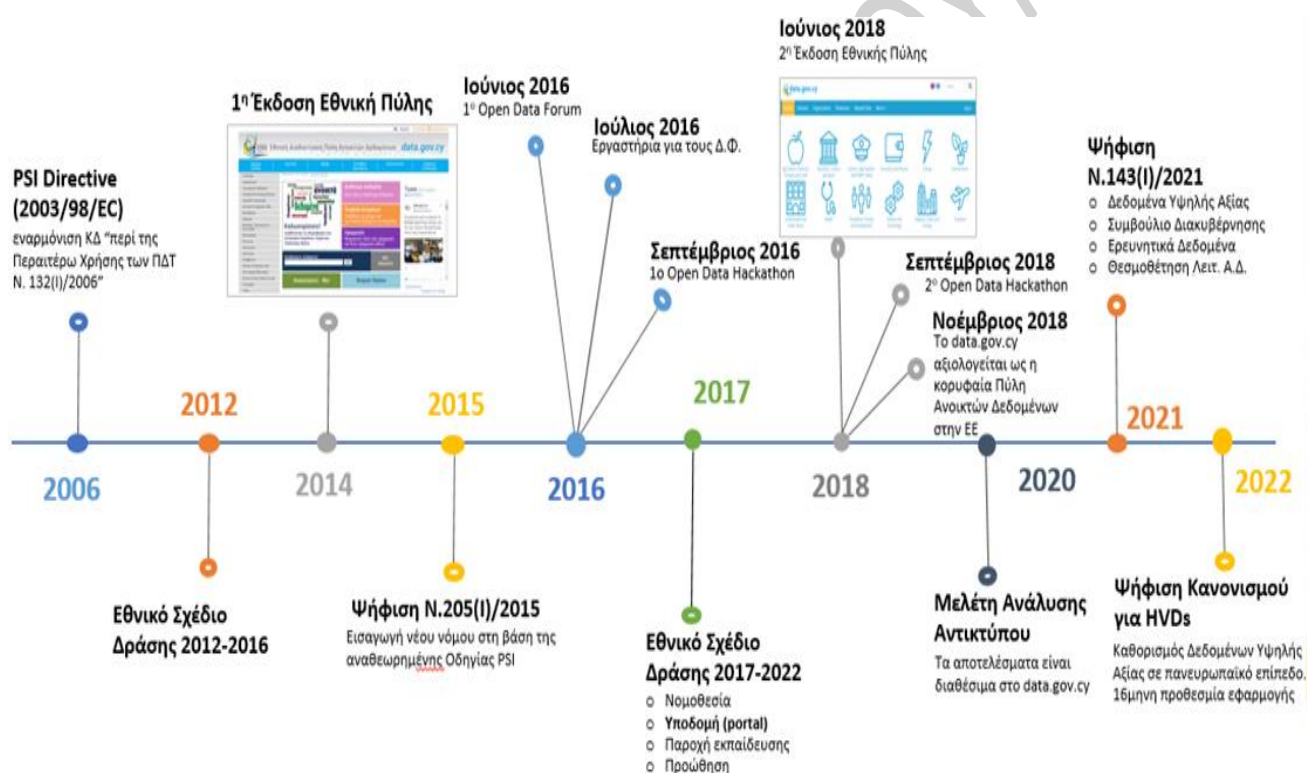 PSI Directive
(2003/98/EC)
εναρμόνιση ΚΔ "περί της
Περαιτέρω Χρήσης των ΠΔΤ
Ν. 132(Ι)/2006"
2006
2012
Εθνικό Σχέδιο
Δράσης 2012-2016
1η Έκδοση Εθνική Πύλης
data.gov.cy
2014
2015
Ψήφιση Ν.205(Ι)/2015
Εισαγωγή νέου νόμου στη βάση της
αναθεωρημένης Οδηγίας PSI
Ιούνιος 2016
1ο Open Data Forum
Ιούλιος 2016
Εργαστήρια για τους Δ.Φ.
Σεπτέμβριος 2016
1ο Open Data Hackathon
2016
2017
Εθνικό Σχέδιο
Δράσης 2017-2022
Νομοθεσία
Υποδομή (portal)
Παροχή εκπαίδευσης
Προώθηση
Ιούνιος 2018
2η Έκδοση Εθνικής Πύλης
data.gov.cy
Σεπτέμβριος 2018
2ο Open Data Hackathon
Νοέμβριος 2018
Το data.gov.cy
αξιολογείται ως η
κορυφαία Πύλη
Ανοικτών Δεδομένων
στην ΕΕ
2018
2020
Μελέτη Ανάλυσης
Αντικτύπου
Τα αποτελέσματα είναι
διαθέσιμα στο data.gov.cy
Ψήφιση
Ν.143(Ι)/2021
Δεδομένα Υψηλής Αξίας
Συμβούλιο Διακυβέρνησης
Ερευνητικά Δεδομένα
Θεσμοθέτηση Λειτ. Α.Δ.
2021
2022
Ψήφιση Κανονισμού
για HVDs
Καθορισμός Δεδομένων Υψηλής
Αξίας σε πανευρωπαϊκό επίπεδο.
16μηνη προθεσμία εφαρμογής